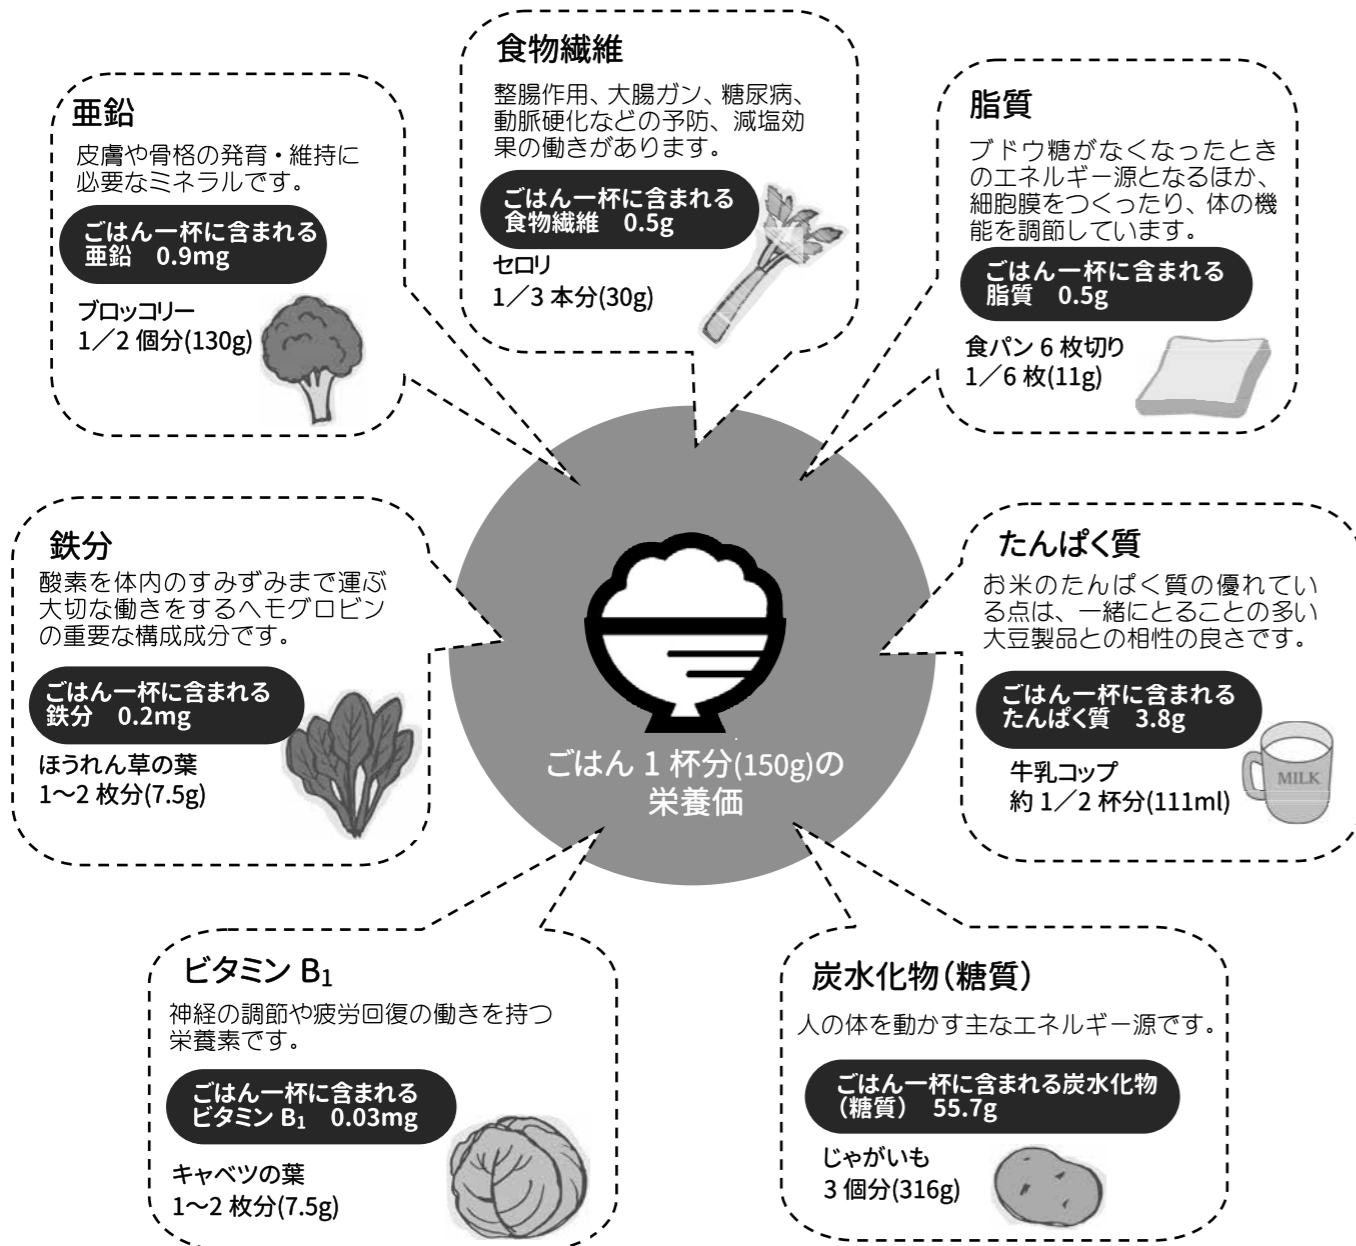 食物繊維
整腸作用、大腸ガン、糖尿病、
動脈硬化などの予防、減塩効
果の働きがあります。
ごはん一杯に含まれる
食物繊維　0.5g
セロリ
1／3 本分(30g)
亜鉛
皮膚や骨格の発育・維持に
必要なミネラルです。
ごはん一杯に含まれる
亜鉛　0.9mg
ブロッコリー
1／2 個分(130g)
脂質
ブドウ糖がなくなったとき
のエネルギー源となるほか、
細胞膜をつくったり、体の機
能を調節しています。
ごはん一杯に含まれる
脂質　0.5g
食パン 6 枚切り
1／6 枚(11g)
鉄分
酸素を体内のすみずみまで運ぶ
大切な働きをするヘモグロビン
の重要な構成成分です。
ごはん一杯に含まれる
鉄分　0.2mg
ほうれん草の葉
1〜2 枚分(7.5g)
たんぱく質
お米のたんぱく質の優れてい
る点は、一緒にとることの多い
大豆製品との相性の良さです。
ごはん一杯に含まれる
たんぱく質　3.8g
牛乳コップ
約 1／2 杯分(111ml)
MILK
ごはん 1 杯分(150g)の
栄養価
ビタミン B₁
神経の調節や疲労回復の働きを持つ
栄養素です。
ごはん一杯に含まれる
ビタミン B₁　0.03mg
キャベツの葉
1〜2 枚分(7.5g)
炭水化物（糖質）
人の体を動かす主なエネルギー源です。
ごはん一杯に含まれる炭水化物
（糖質）　55.7g
じゃがいも
3 個分(316g)